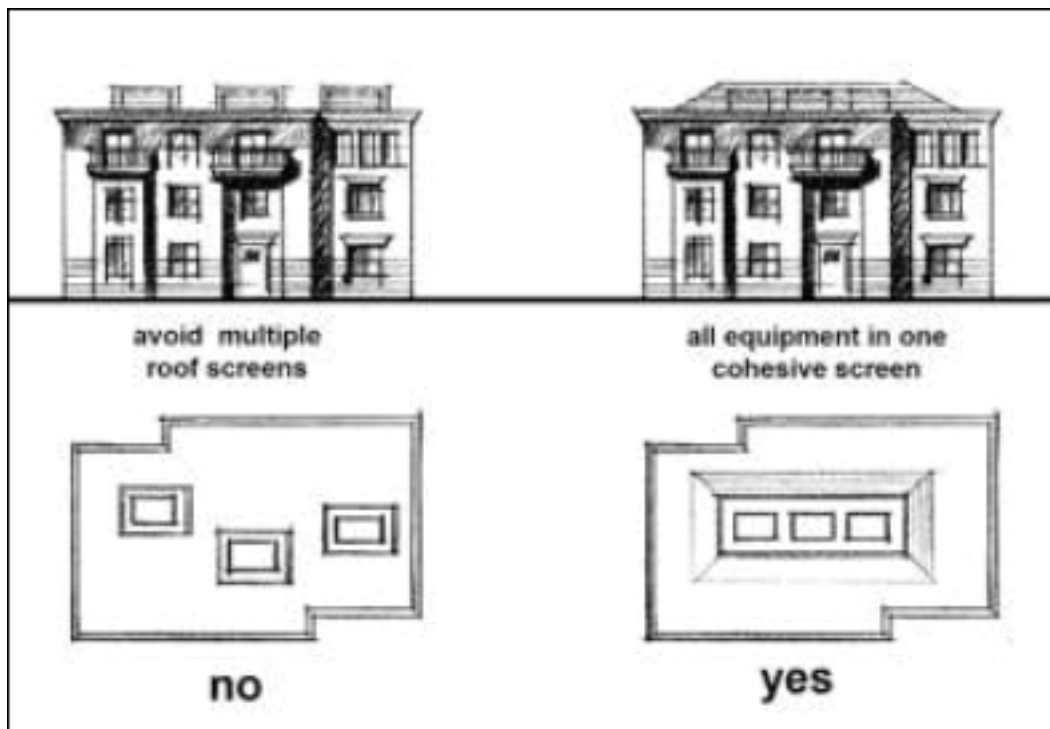 avoid multiple
roof screens
all equipment in one
cohesive screen
no
yes